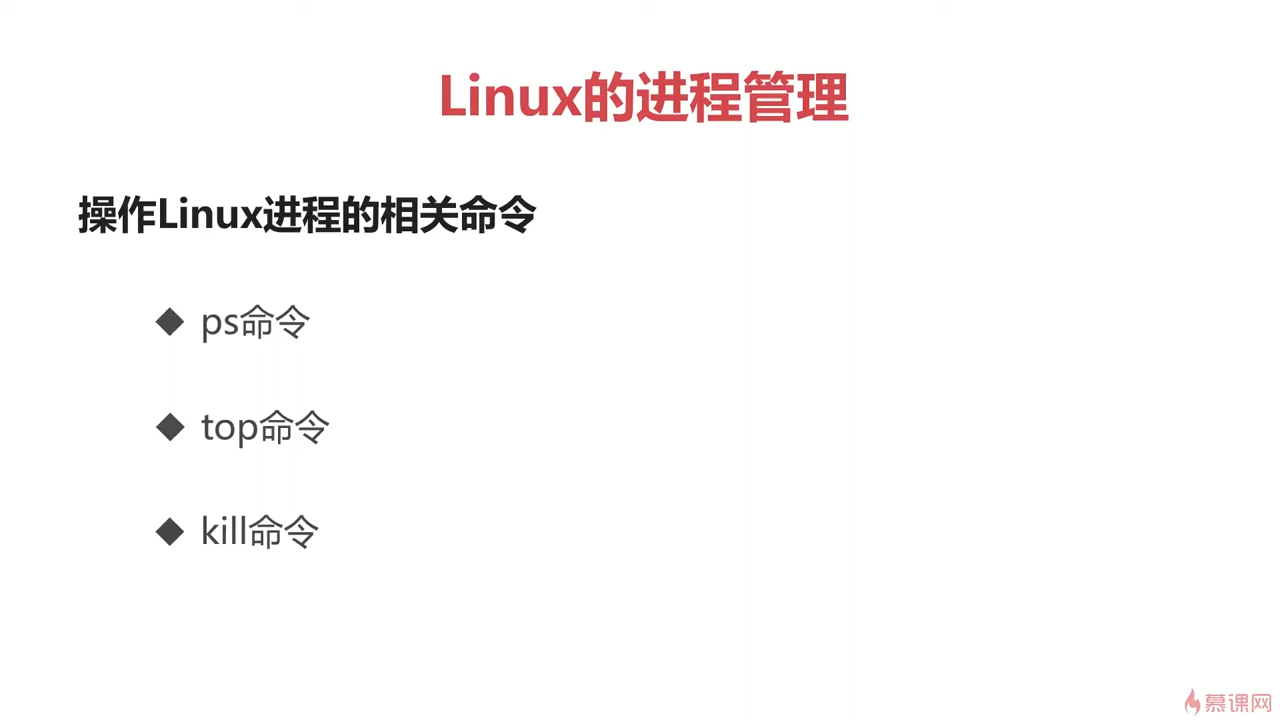 Linux的进程管理
操作Linux进程的相关命令
◆ ps命令
◆ top命令
◆ kill命令
慕课网